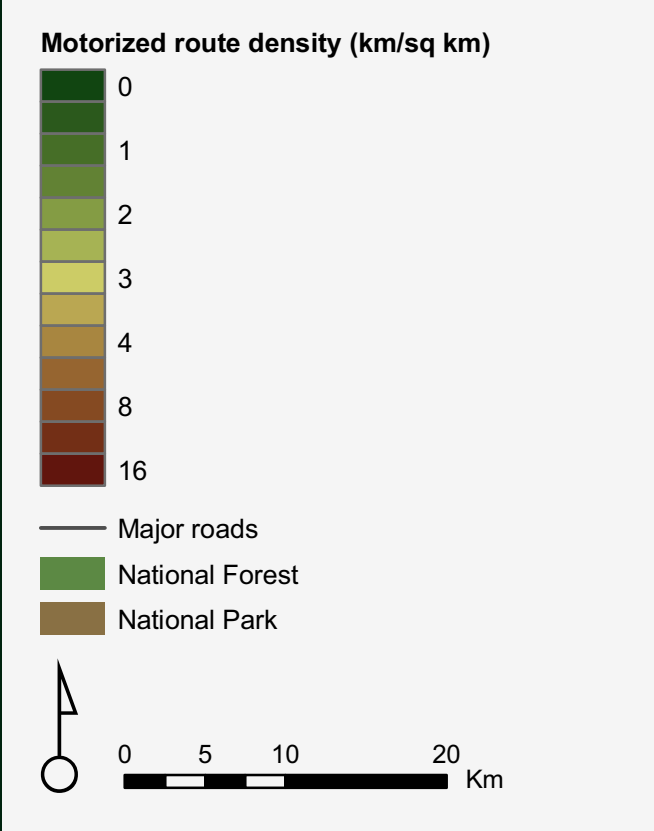 Motorized route density (km/sq km)
0
1
2
3
4
8
16
Major roads
National Forest
National Park
0 5 10 20
Km